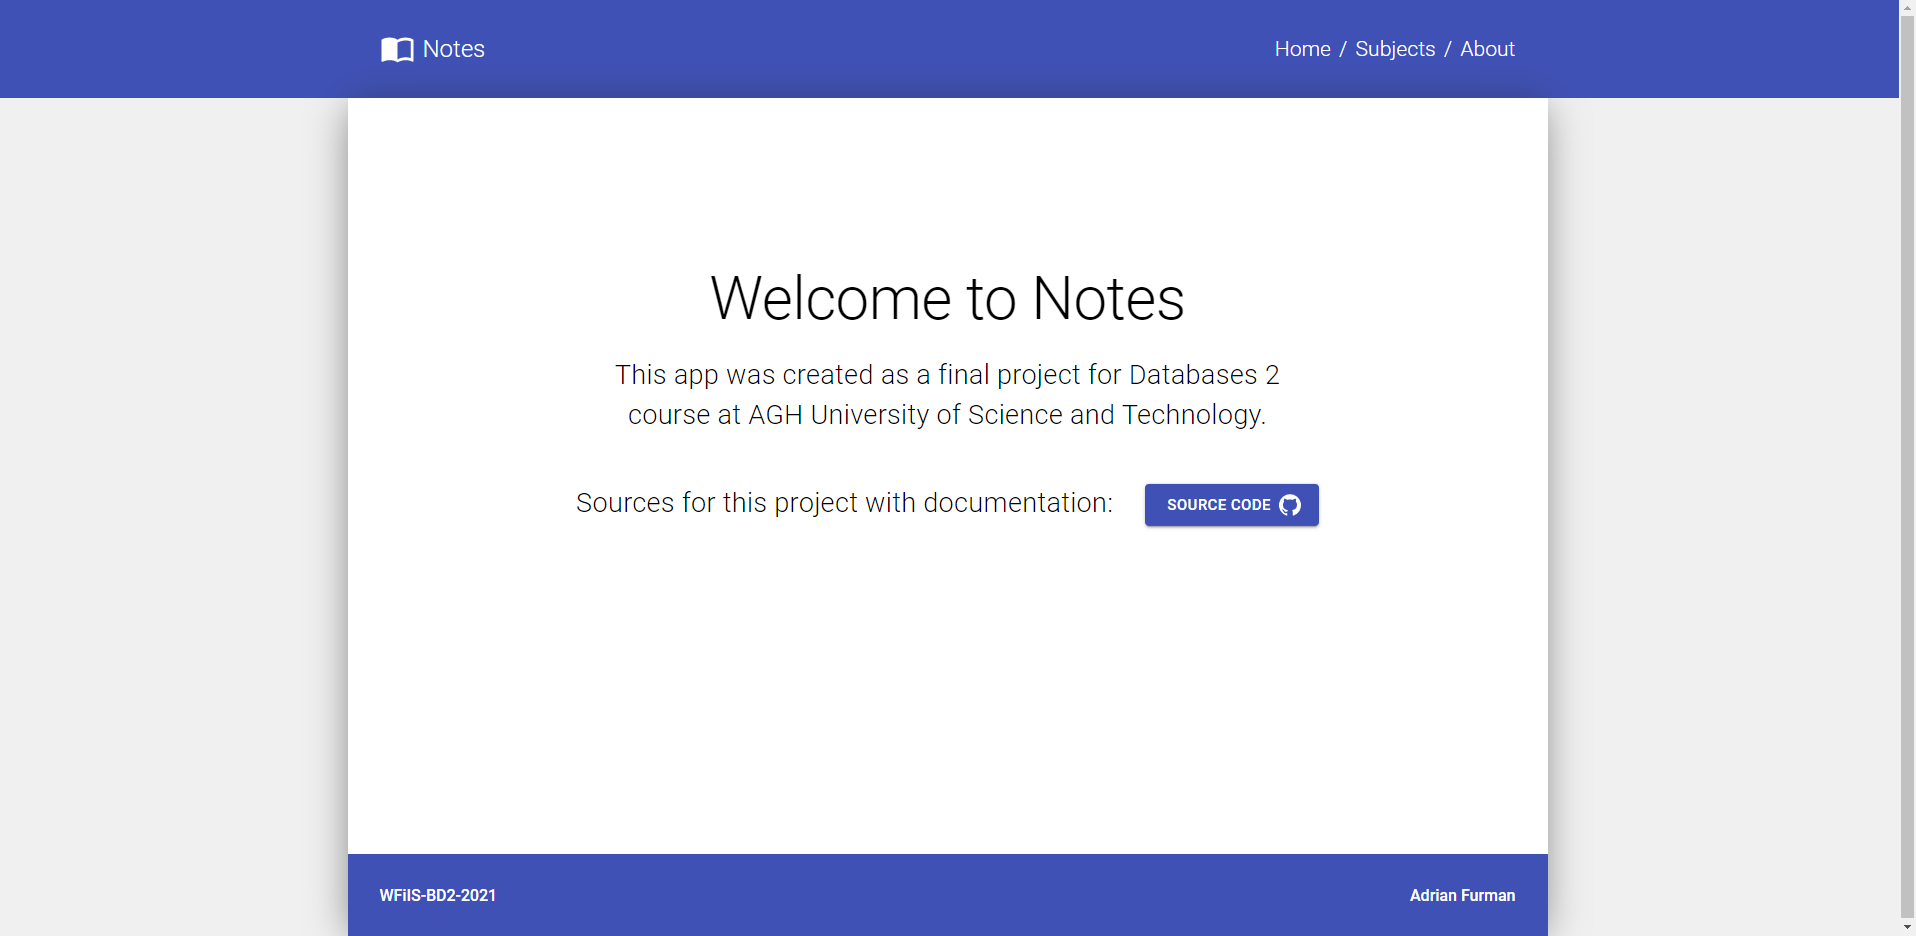 Notes
Home / Subjects / About
Welcome to Notes
This app was created as a final project for Databases 2
course at AGH University of Science and Technology.
Sources for this project with documentation:
SOURCE CODE
WFiIS-BD2-2021
Adrian Furman